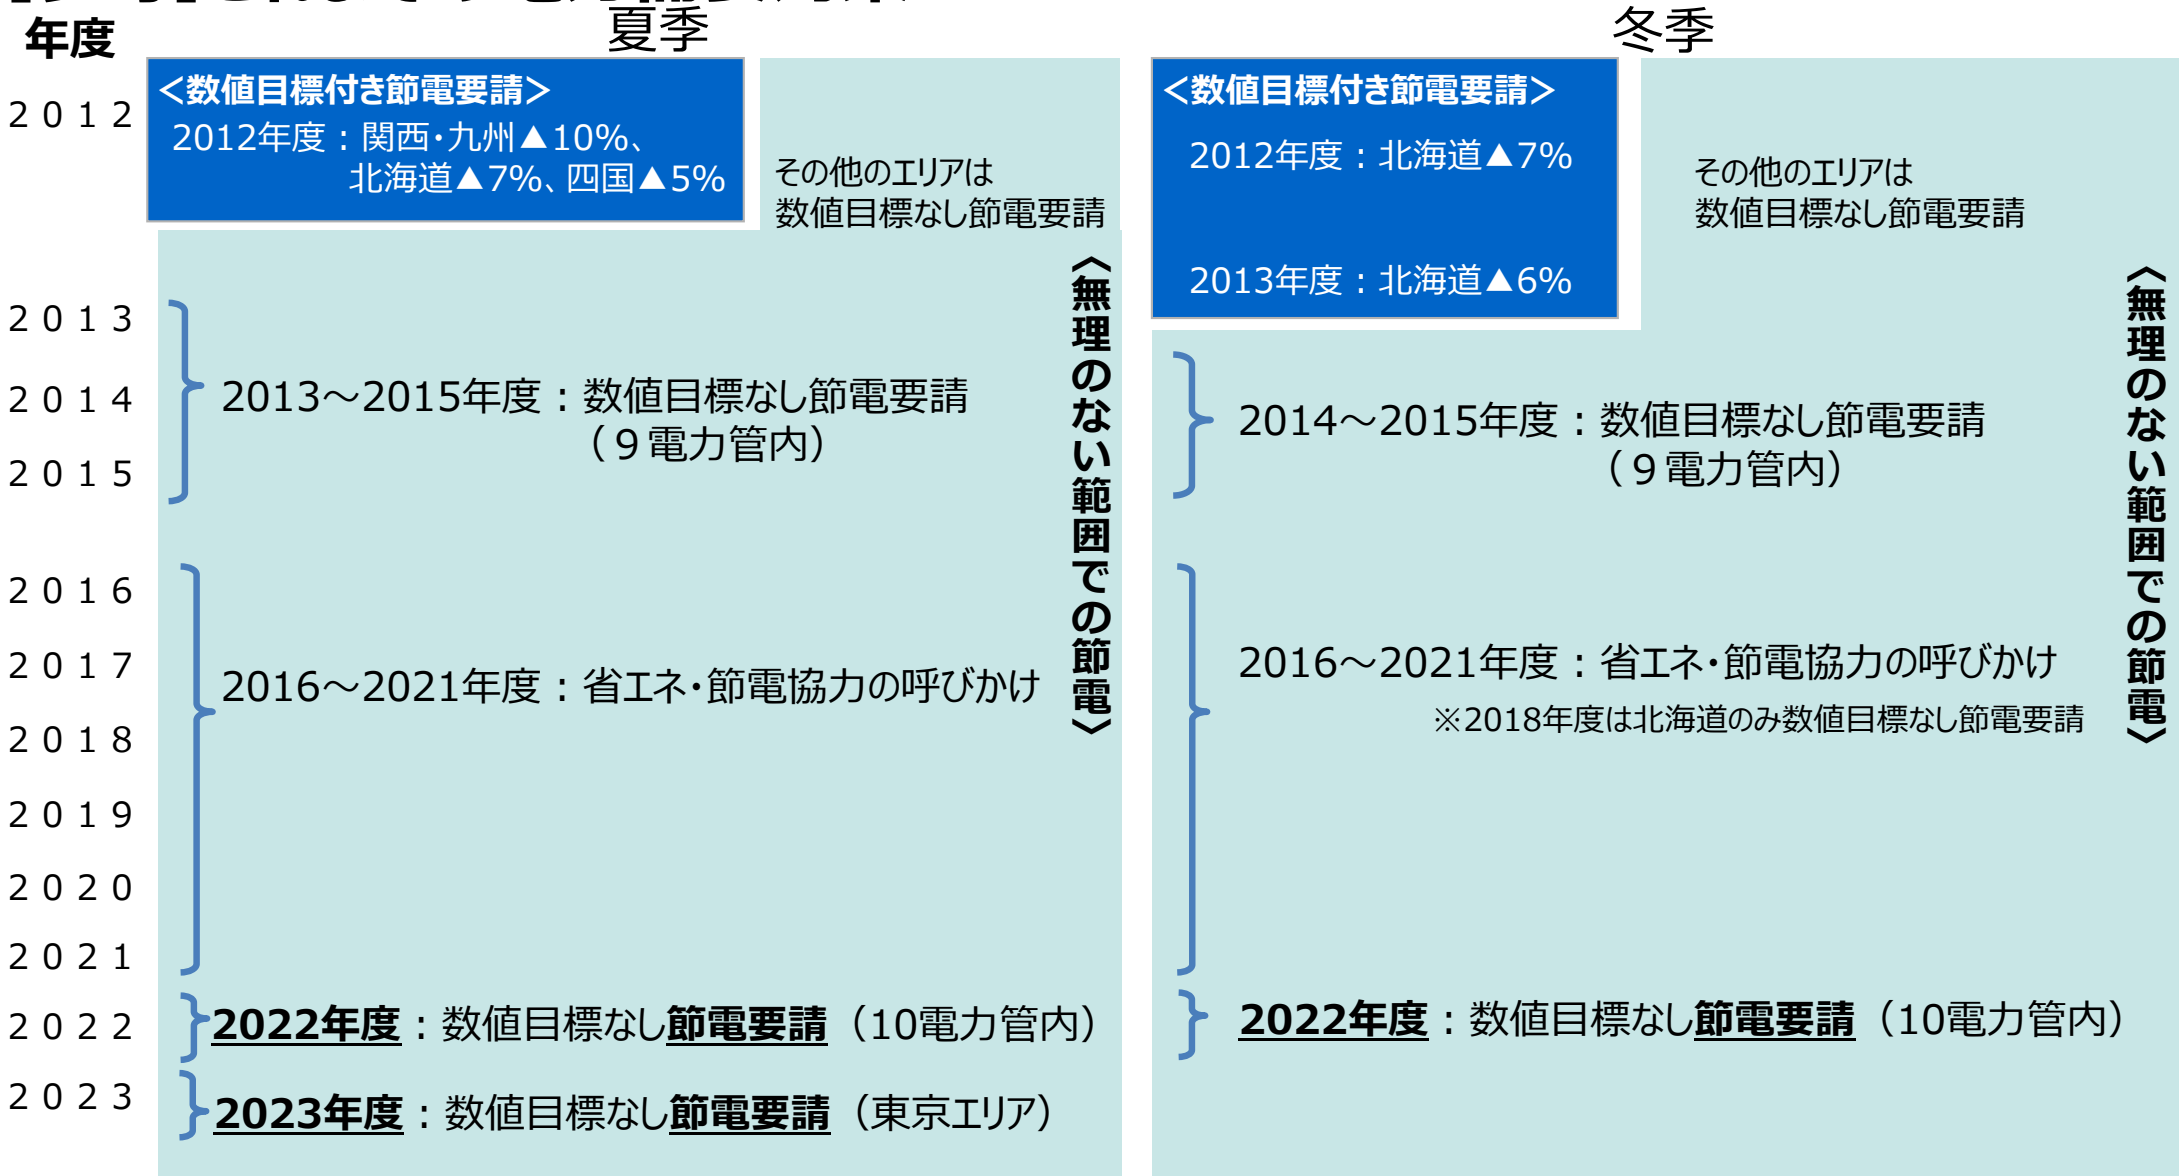 年度
夏季
冬季
２０１２
２０１３
２０１４
２０１５
２０１６
２０１７
２０１８
２０１９
２０２０
２０２１
２０２２
２０２３
＜数値目標付き節電要請＞
2012年度：関西・九州▲10%、
北海道▲7%、四国▲5%
その他のエリアは
数値目標なし節電要請
2013～2015年度：数値目標なし節電要請
（９電力管内）
2016～2021年度：省エネ・節電協力の呼びかけ
2022年度：数値目標なし節電要請（10電力管内）
2023年度：数値目標なし節電要請（東京エリア）
〈無理のない範囲での節電〉
＜数値目標付き節電要請＞
2012年度：北海道▲7%
2013年度：北海道▲6%
その他のエリアは
数値目標なし節電要請
2014～2015年度：数値目標なし節電要請
（９電力管内）
2016～2021年度：省エネ・節電協力の呼びかけ
※2018年度は北海道のみ数値目標なし節電要請
2022年度：数値目標なし節電要請（10電力管内）
〈無理のない範囲での節電〉